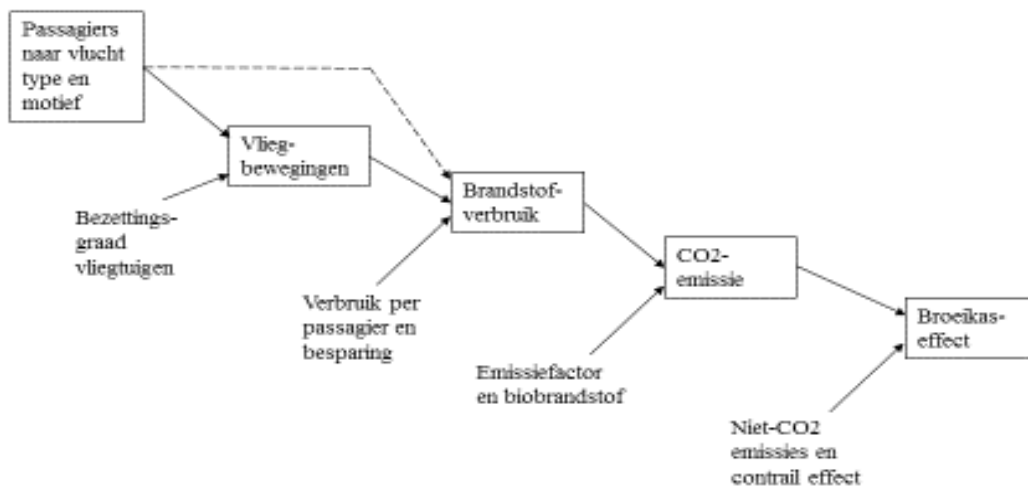 Passagiers
naar vlucht
type en
motief
Vlieg-
bewegingen
Bezettings-
graad
vliegtuigen
Brandstof-
verbruik
Verbruik per
passagier en
besparing
CO2-
emissie
Emissiefactor
en biobrandstof
Broeikas-
effect
Niet-CO2
emissies en
contrail effect